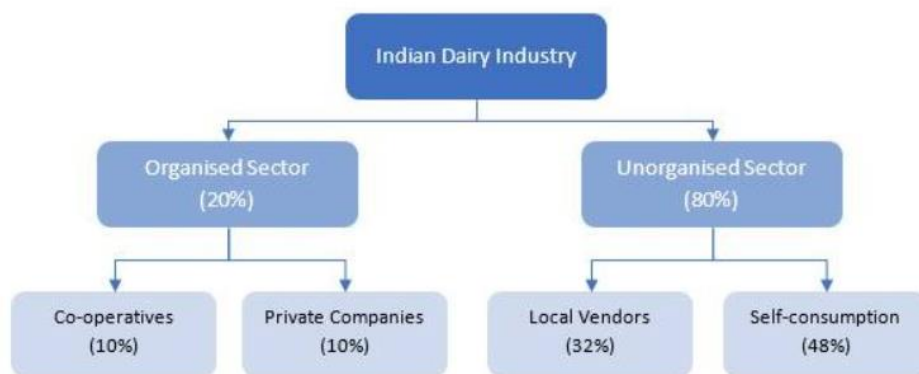 Indian Dairy Industry
Organised Sector
(20%)
Unorganised Sector
(80%)
Co-operatives
(10%)
Private Companies
(10%)
Local Vendors
(32%)
Self-consumption
(48%)